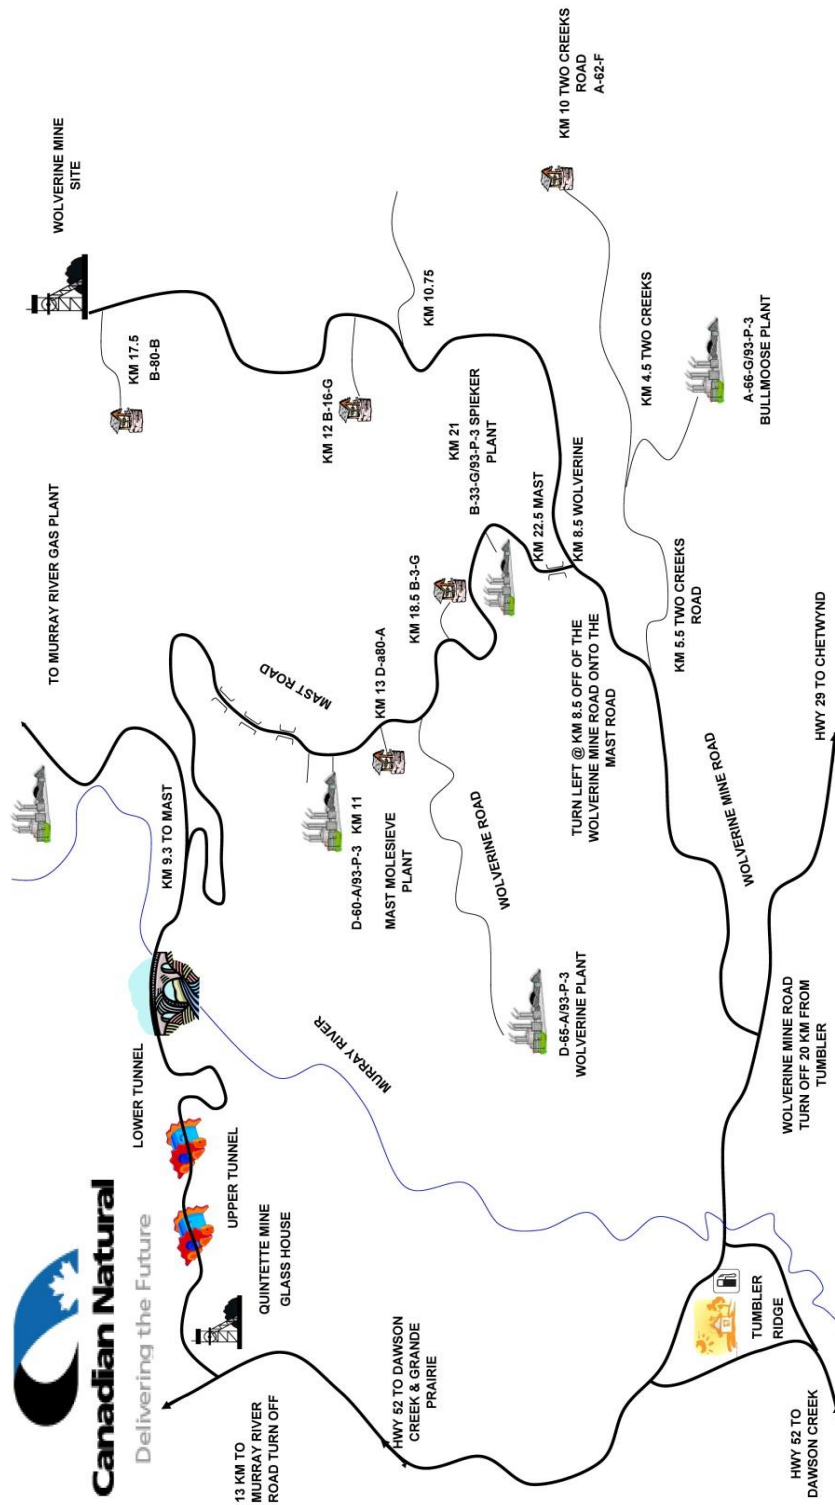 Canadian Natural
Delivering the Future
13 KM TO
MURRAY RIVER
ROAD TURN OFF
QUINTETTE MINE
GLASS HOUSE
UPPER TUNNEL
LOWER TUNNEL
KM 9.3 TO MAST
TO MURRAY RIVER GAS PLANT
WOLVERINE MINE
SITE
KM 17.5
B-80-B
MAST ROAD
HWY 52 TO DAWSON
CREEK & GRANDE
PRAIRIE
MURRAY RIVER
D-60-A/93-P-3 KM 11
MAST MOLESIEVE
PLANT
KM 13 D-a80-A
KM 18.5 B-3-G
KM 12 B-16-G
KM 10.75
KM 21
B-33-G/93-P-3 SPIEKER
PLANT
WOLVERINE ROAD
D-65-A/93-P-3
WOLVERINE PLANT
KM 22.5 MAST
KM 8.5 WOLVERINE
TURN LEFT @ KM 8.5 OFF OF THE
WOLVERINE MINE ROAD ONTO THE
MAST ROAD
KM 10 TWO CREEKS
ROAD
A-62-F
KM 4.5 TWO CREEKS
KM 5.5 TWO CREEKS
ROAD
A-66-G/93-P-3
BULLMOOSE PLANT
WOLVERINE MINE ROAD
TUMBLER
RIDGE
WOLVERINE MINE ROAD
TURN OFF 20 KM FROM
TUMBLER
HWY 52 TO
DAWSON CREEK
HWY 29 TO CHETWYND